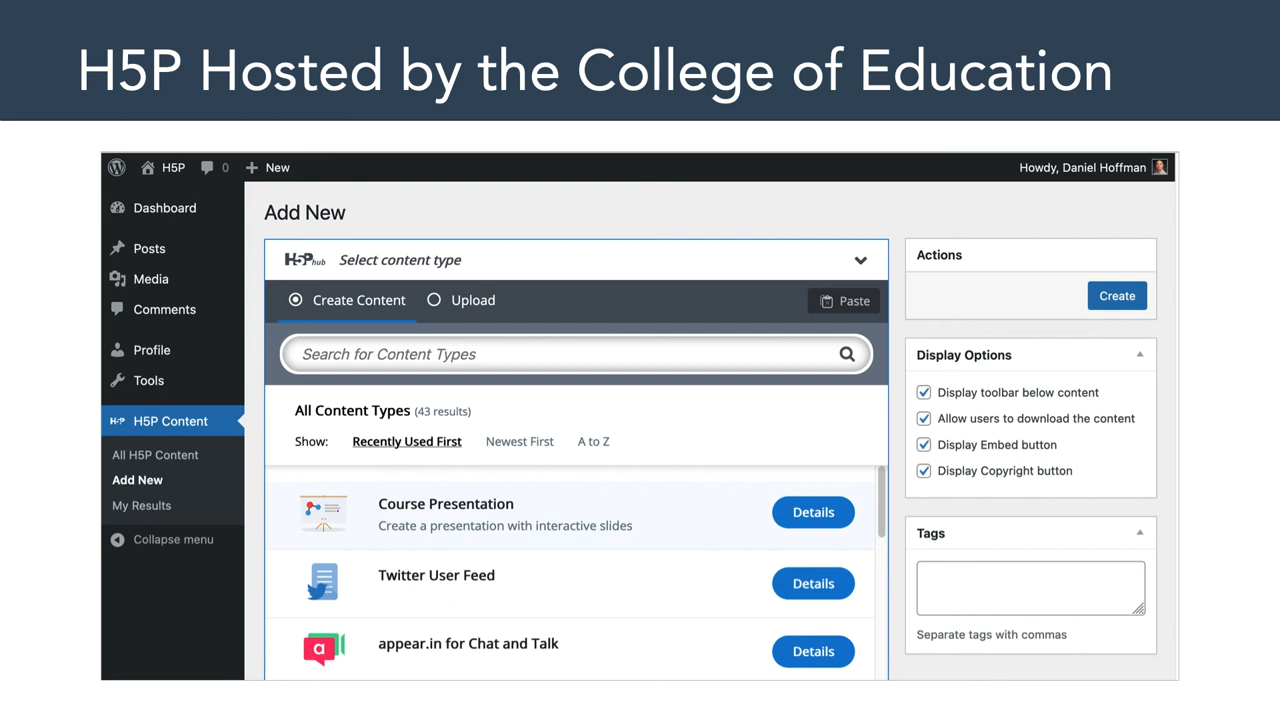 H5P Hosted by the College of Education
H5P
0
New
Howdy, Daniel Hoffman
Dashboard
Posts
Media
Comments
Profile
Tools
H5P H5P Content
All H5P Content
Add New
My Results
Collapse menu
Add New
H5P hub Select content type
Create Content
Upload
Paste
Search for Content Types
All Content Types (43 results)
Show: Recently Used First Newest First A to Z
Course Presentation
Create a presentation with interactive slides
Details
Twitter User Feed
Details
a
appear.in for Chat and Talk
Details
Actions
Create
Display Options
Display toolbar below content
Allow users to download the content
Display Embed button
Display Copyright button
Tags
Separate tags with commas